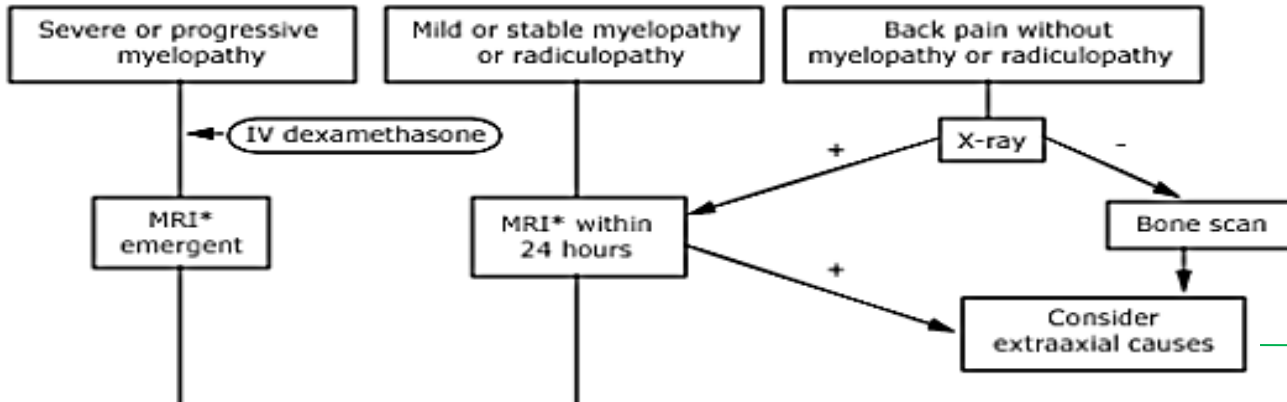 Severe or progressive
myelopathy
Mild or stable myelopathy
or radiculopathy
Back pain without
myelopathy or radiculopathy
IV dexamethasone
X-ray
+
-
MRI*
emergent
MRI* within
24 hours
Bone scan
+
Consider
extraaxial causes